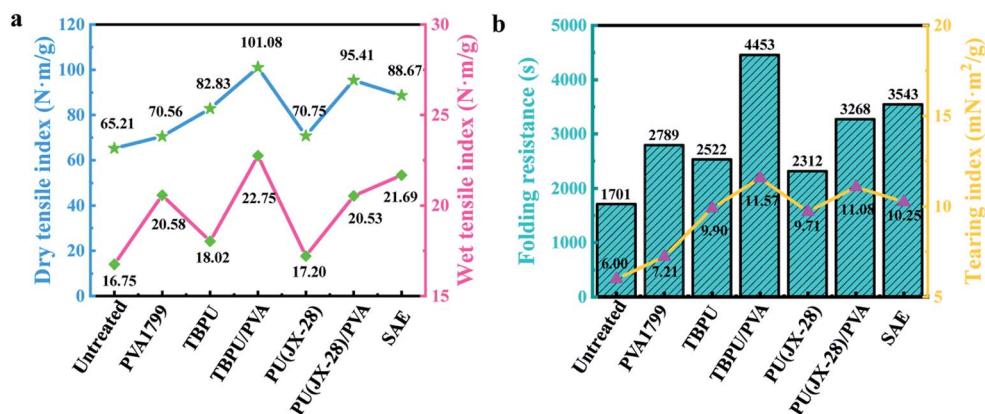 a
Dry tensile index (N·m/g)
120
100
80
60
40
20
0
65.21
70.56
82.83
101.08
70.75
95.41
88.67
16.75
20.58
18.02
22.75
17.20
20.53
21.69
30
25
20
15
Wet tensile index (N·m/g)
Untreated
PVA1799
TBPU
TBPU/PVA
PU(JX-28)
PU(JX-28)/PVA
SAE
b
Folding resistance (s)
5000
4000
3000
2000
1000
0
1701
2789
2522
4453
2312
3268
3543
6.00
7.21
9.90
11.57
9.71
11.08
10.25
20
15
10
5
Tearing index (mN·m²/g)
Untreated
PVA1799
TBPU
TBPU/PVA
PU(JX-28)
PU(JX-28)/PVA
SAE